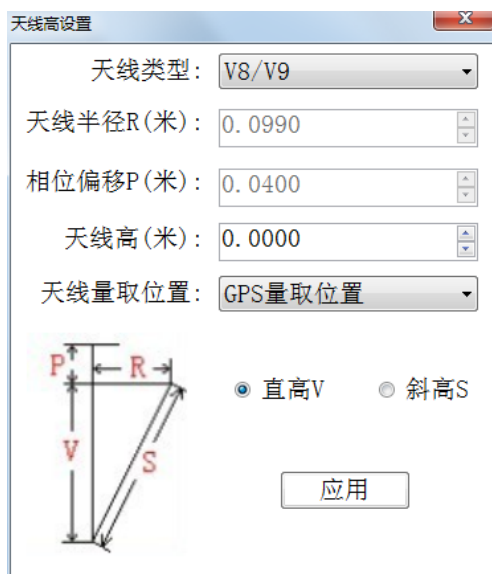 天线高设置
天线类型: V8/V9
天线半径R(米): 0.0990
相位偏移P(米): 0.0400
天线高(米): 0.0000
天线量取位置: GPS量取位置
P R
直高V 斜高S
V S
应用